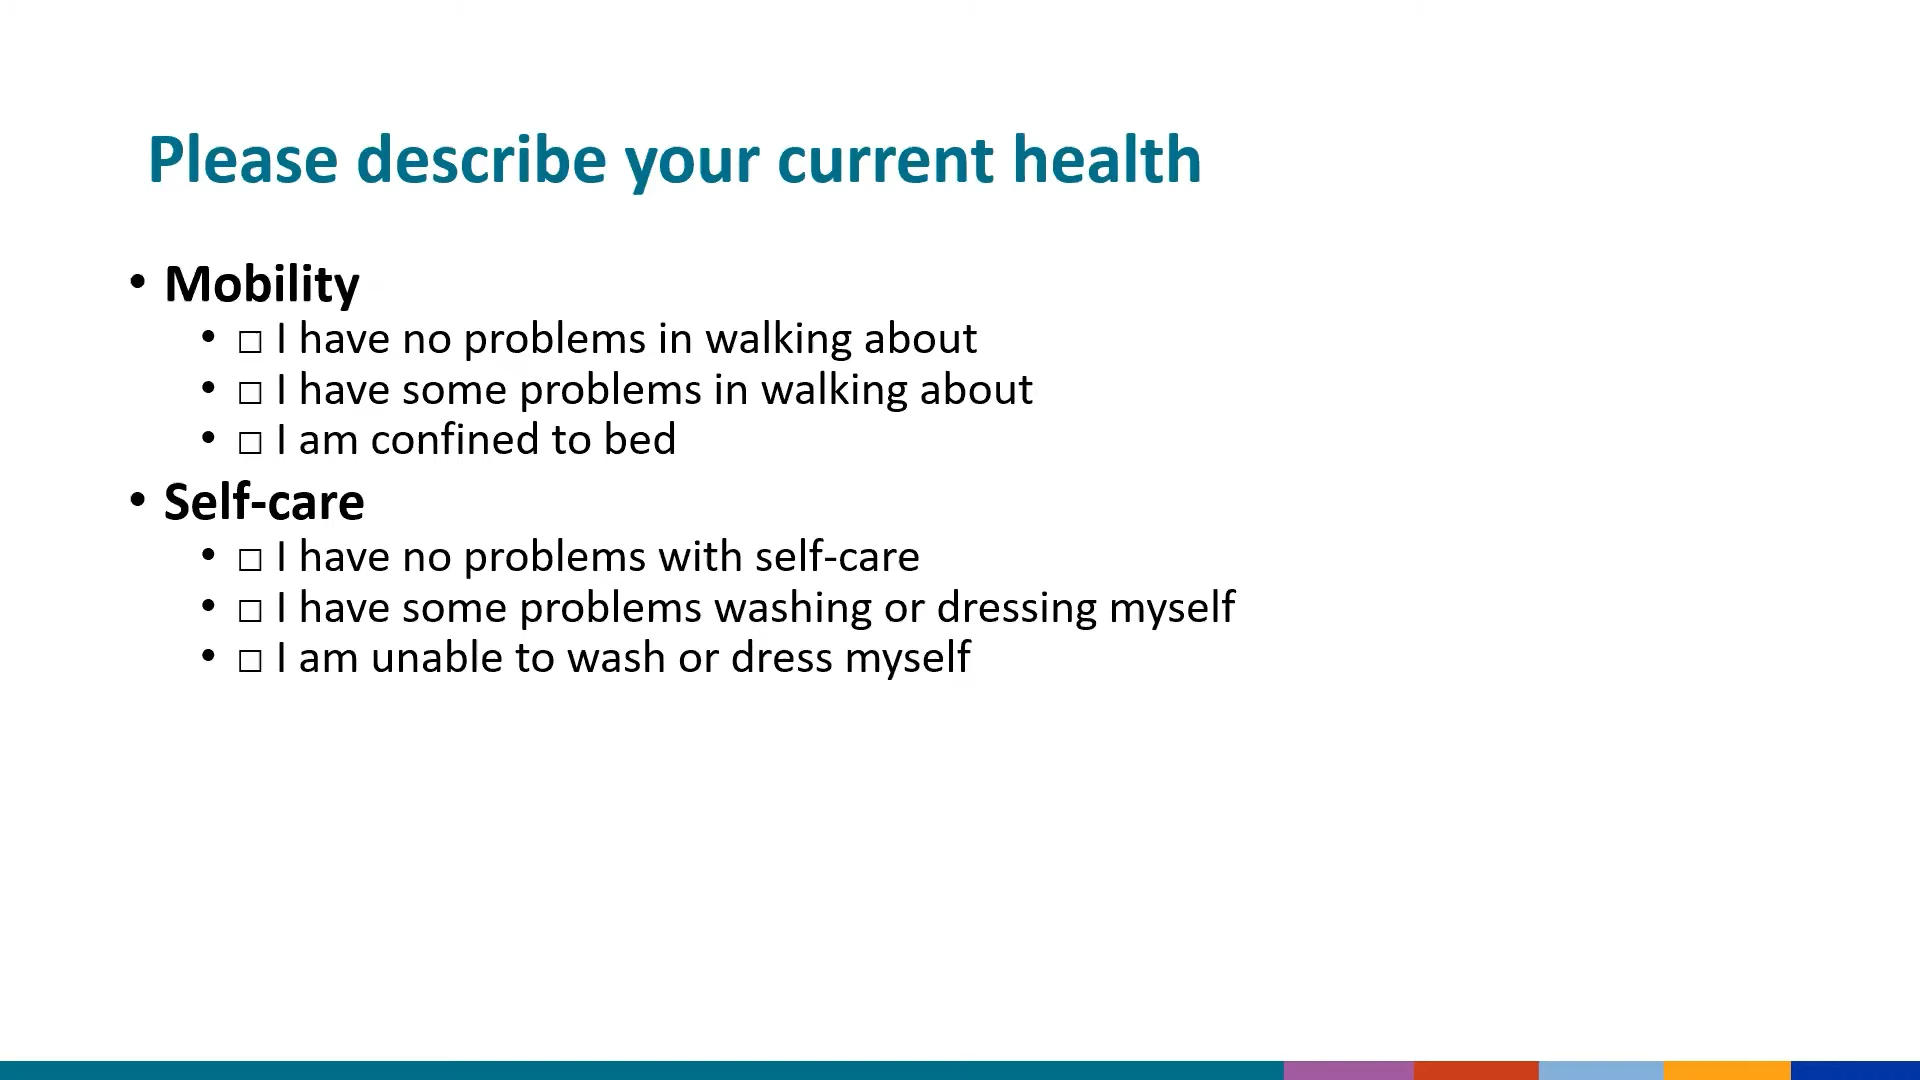 Please describe your current health
• Mobility
• □ I have no problems in walking about
• □ I have some problems in walking about
• □ I am confined to bed
• Self-care
• □ I have no problems with self-care
• □ I have some problems washing or dressing myself
• □ I am unable to wash or dress myself